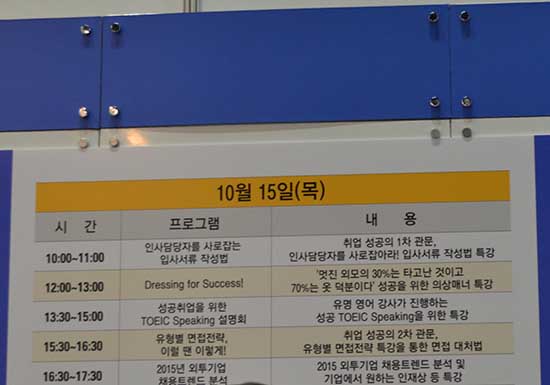 10월 15일(목)
시 간 프로그램 내 용
10:00~11:00 인사담당자를 사로잡는 입사서류 작성법 취업 성공의 1차 관문,
인사담당자를 사로잡아라! 입사서류 작성법 특강
12:00~13:00 Dressing for Success! '멋진 외모의 30%는 타고난 것이고
70%는 옷 덕분이다' 성공을 위한 의상매너 특강
13:30~15:00 성공취업을 위한 TOEIC Speaking 설명회 유명 영어 강사가 진행하는
성공 TOEIC Speaking을 위한 특강
15:30~16:30 유형별 면접전략, 이럴 땐 이렇게! 취업 성공의 2차 관문,
유형별 면접전략 특강을 통한 면접 대처법
16:30~17:30 2015년 외투기업 채용트렌드 분석 2015 외투기업 채용트렌드 분석 및
기업에서 원하는 인재상 등 특강